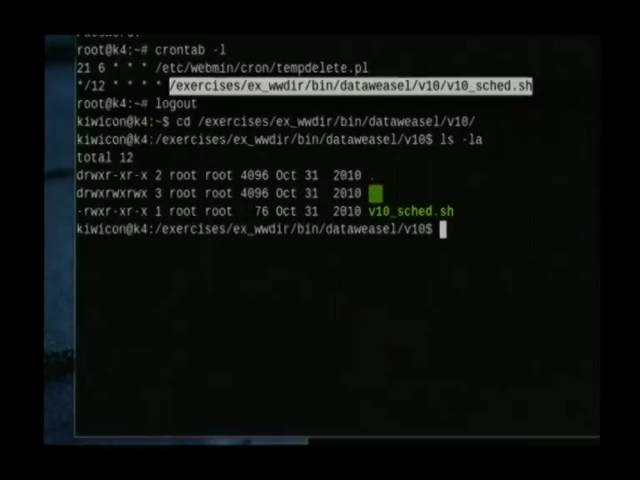 root@k4:~# crontab -l
21 6 * * * /etc/webmin/cron/tempdelete.pl
*/12 * * * * /exercises/ex_wwdir/bin/dataweasel/v10/v10_sched.sh
root@k4:~# logout
kiwicon@k4:~$ cd /exercises/ex_wwdir/bin/dataweasel/v10/
kiwicon@k4:/exercises/ex_wwdir/bin/dataweasel/v10$ ls -la
total 12
drwxr-xr-x 2 root root 4096 Oct 31 2010 .
drwxrwxrwx 3 root root 4096 Oct 31 2010
-rwxr-xr-x 1 root root 76 Oct 31 2010 v10_sched.sh
kiwicon@k4:/exercises/ex_wwdir/bin/dataweasel/v10$